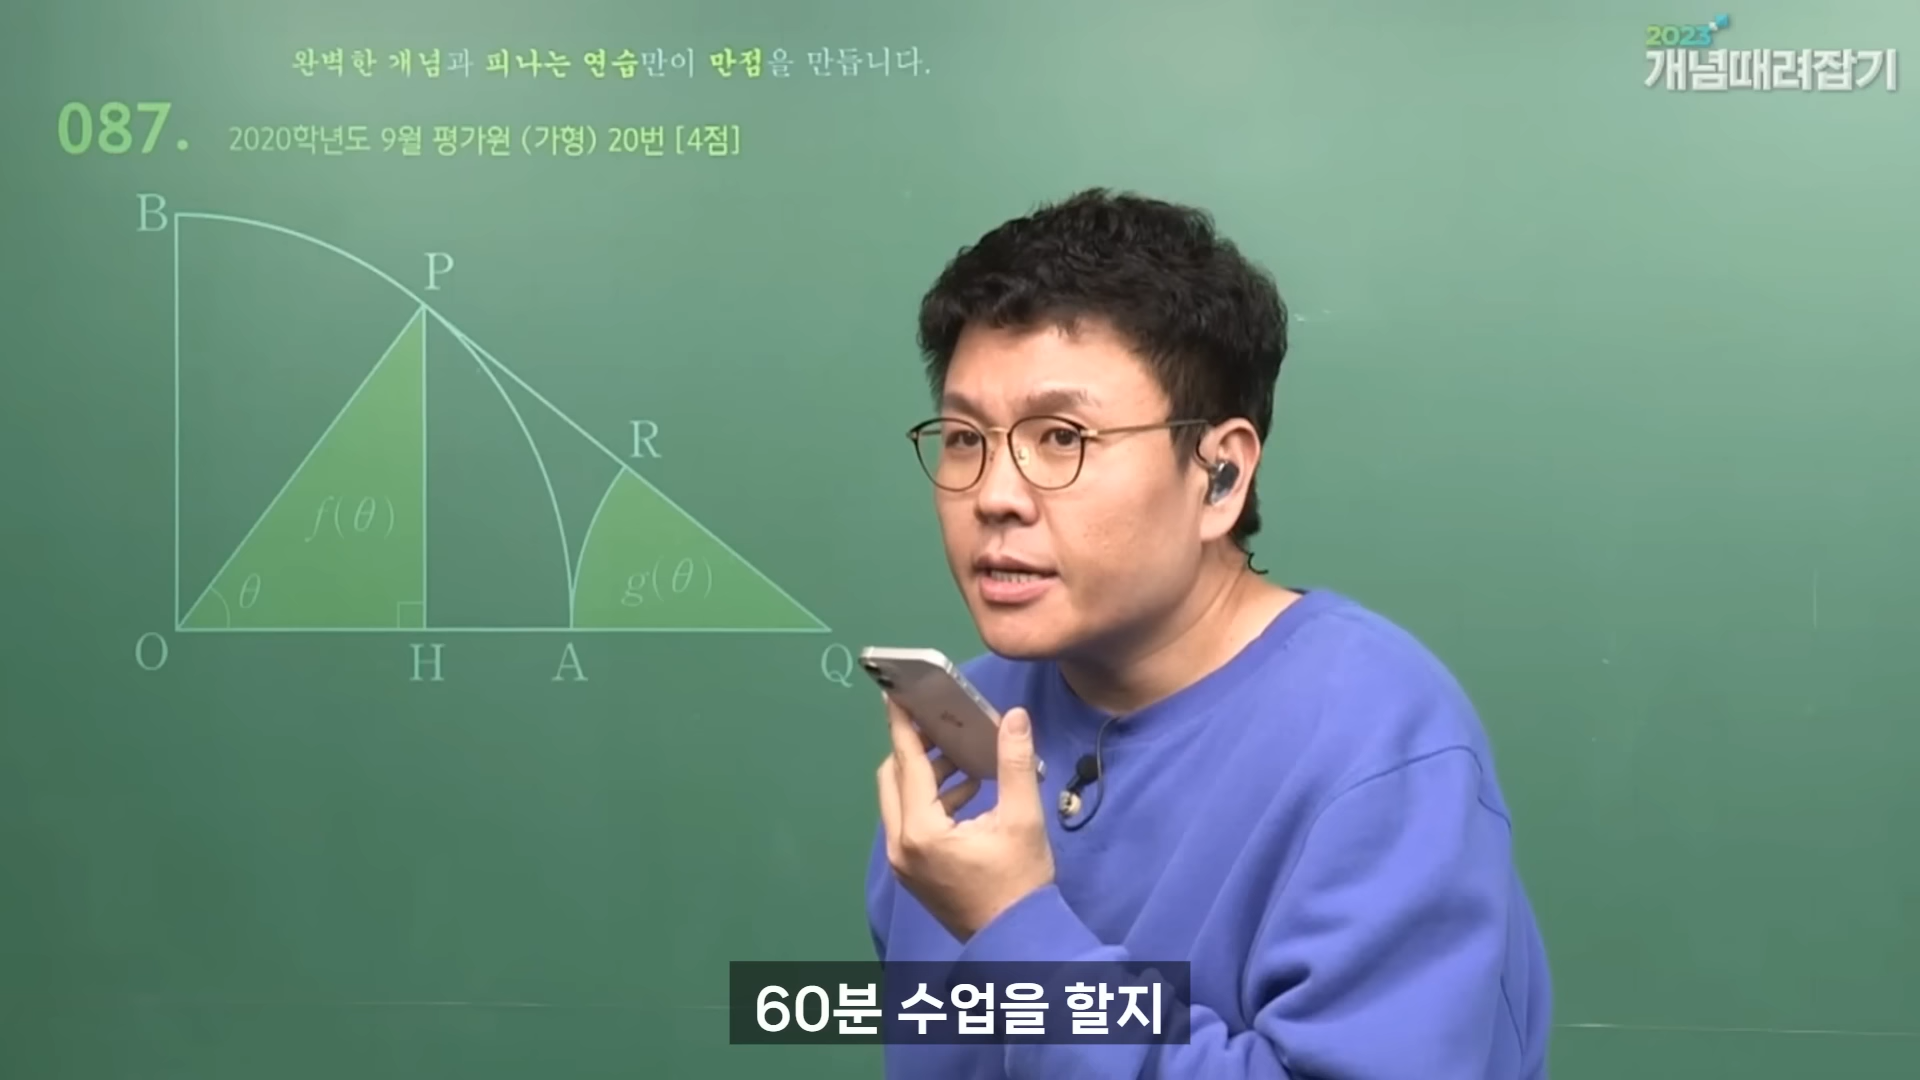 완벽한 개념과 피나는 연습만이 만점을 만듭니다.
2023
개념때려잡기
087. 2020학년도 9월 평가원 (가형) 20번 [4점]
B
P
R
f(θ)
g(θ)
θ
O
H
A
Q
60분 수업을 할지